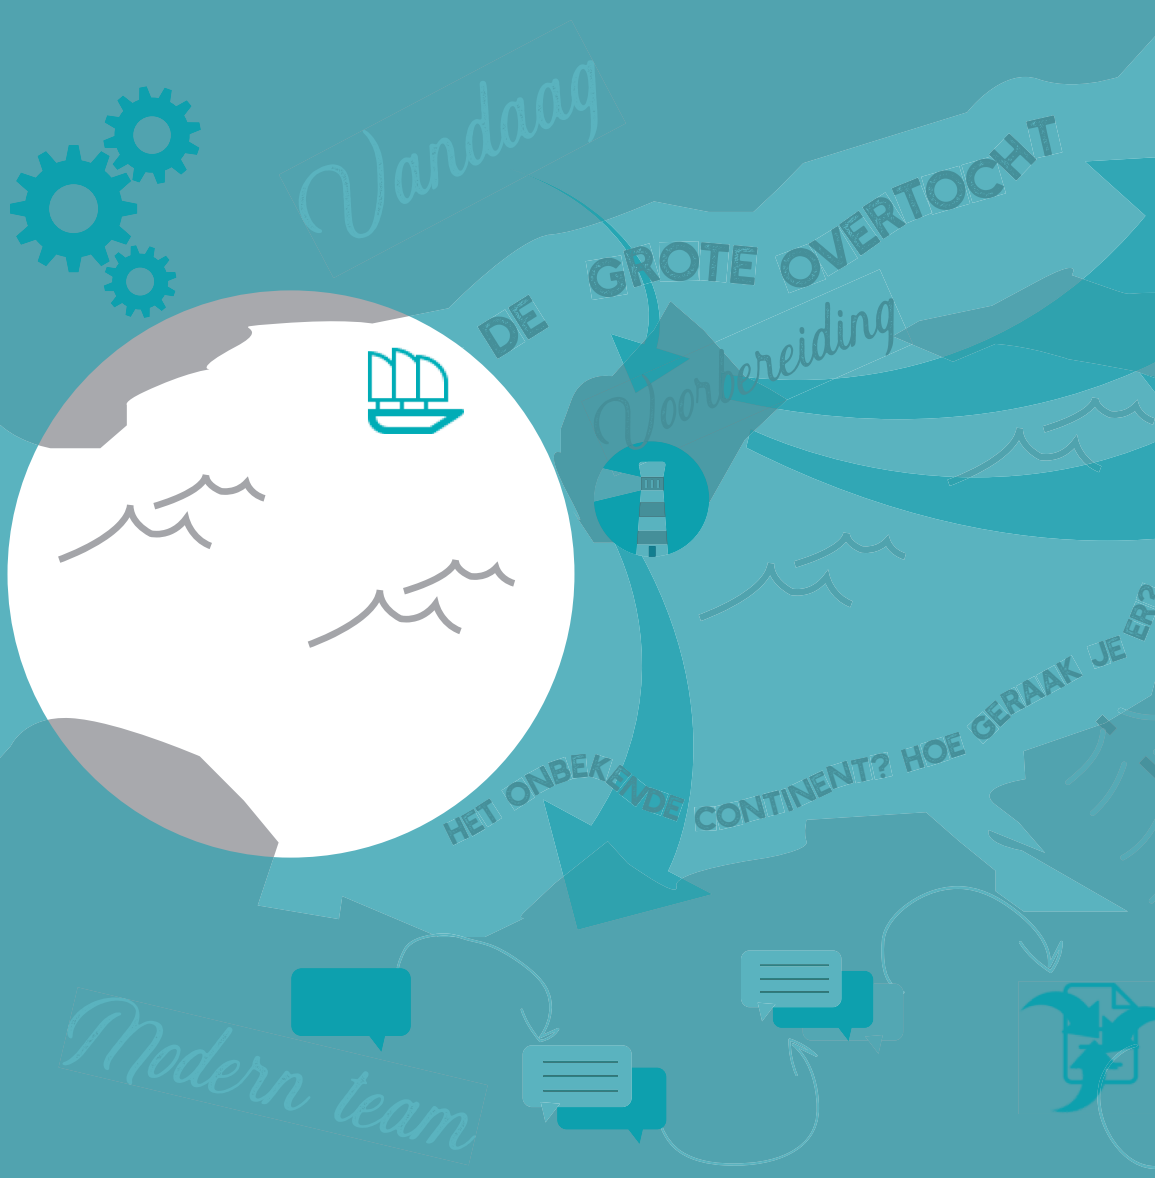 Vandaag
DE GROTE OVERTOCHT
Voorbereiding
HET ONBEKENDE CONTINENT? HOE GERAAK JE ER?
Modern team